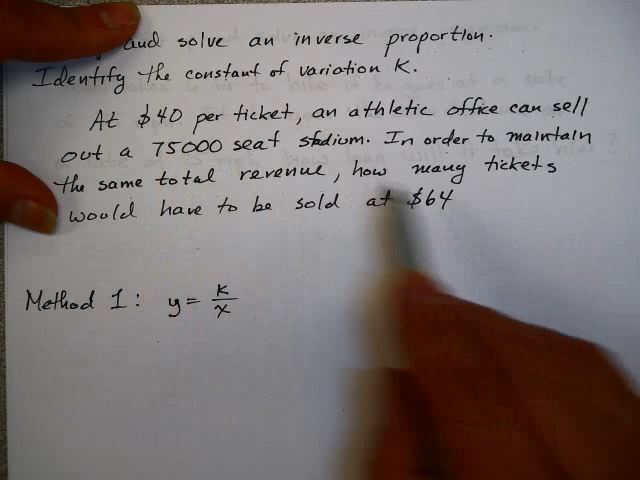 and solve an inverse proportion.
Identify the constant of variation K.
At $40 per ticket, an athletic office can sell
out a 75000 seat stadium. In order to maintain
the same total revenue, how many tickets
would have to be sold at $64
Method 1: y = K/x